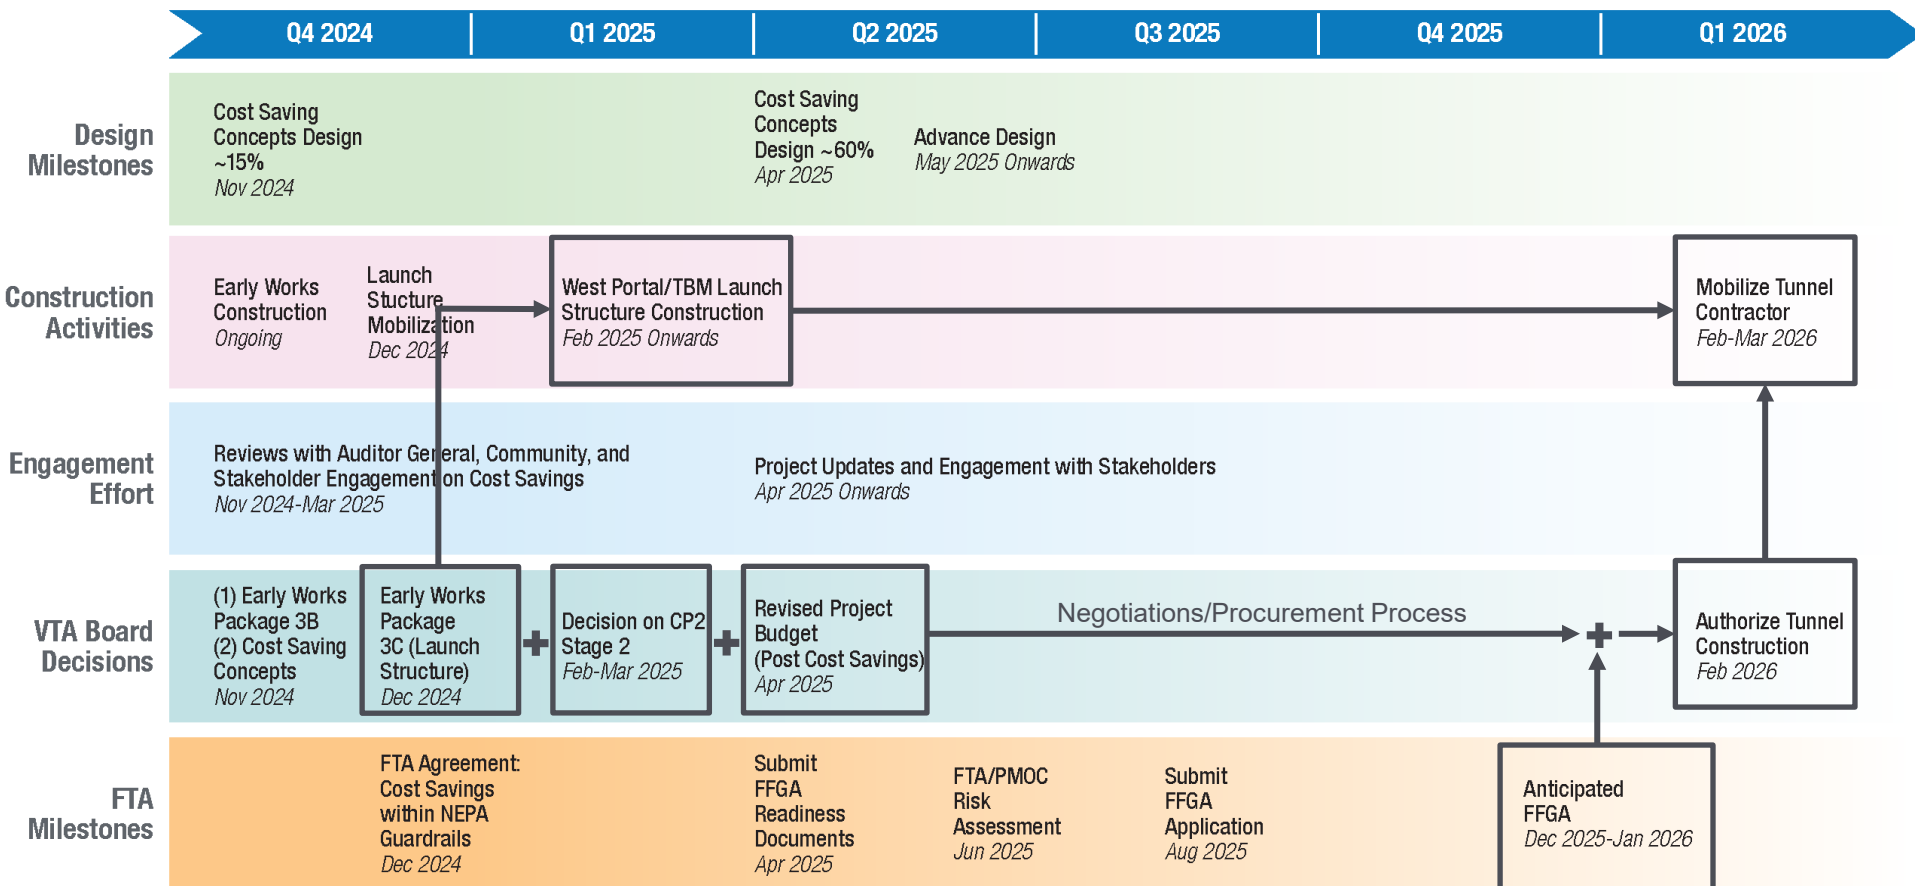 Q4 2024
Q1 2025
Q2 2025
Q3 2025
Q4 2025
Q1 2026
Design
Milestones
Cost Saving
Concepts Design
~15%
Nov 2024
Cost Saving
Concepts
Design ~60%
Apr 2025
Advance Design
May 2025 Onwards
Construction
Activities
Early Works
Construction
Ongoing
Launch
Stucture
Mobilization
Dec 2024
West Portal/TBM Launch
Structure Construction
Feb 2025 Onwards
Mobilize Tunnel
Contractor
Feb-Mar 2026
Engagement
Effort
Reviews with Auditor General, Community, and
Stakeholder Engagement on Cost Savings
Nov 2024-Mar 2025
Project Updates and Engagement with Stakeholders
Apr 2025 Onwards
VTA Board
Decisions
(1) Early Works
Package 3B
(2) Cost Saving
Concepts
Nov 2024
Early Works
Package
3C (Launch
Structure)
Dec 2024
Decision on CP2
Stage 2
Feb-Mar 2025
Revised Project
Budget
(Post Cost Savings)
Apr 2025
Negotiations/Procurement Process
Authorize Tunnel
Construction
Feb 2026
FTA
Milestones
FTA Agreement:
Cost Savings
within NEPA
Guardrails
Dec 2024
Submit
FFGA
Readiness
Documents
Apr 2025
FTA/PMOC
Risk
Assessment
Jun 2025
Submit
FFGA
Application
Aug 2025
Anticipated
FFGA
Dec 2025-Jan 2026